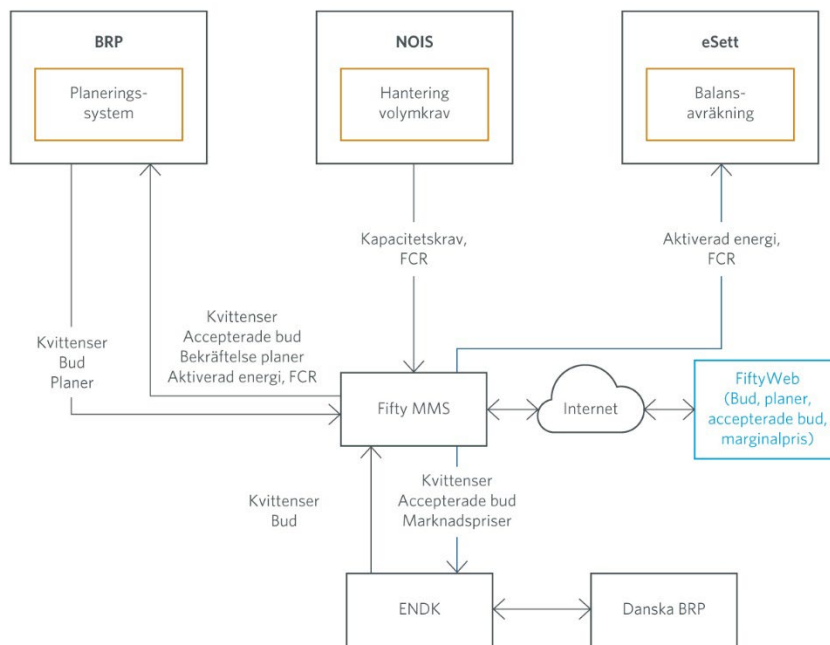 BRP
Planerings-
system
NOIS
Hantering
volymkrav
eSett
Balans-
avräkning
Kapacitetskrav,
FCR
Aktiverad energi,
FCR
Kvittenser
Bud
Planer
Kvittenser
Accepterade bud
Bekräftelse planer
Aktiverad energi, FCR
Fifty MMS
Internet
FiftyWeb
(Bud, planer,
accepterade bud,
marginalpris)
Kvittenser
Bud
Kvittenser
Accepterade bud
Marknadspriser
ENDK
Danska BRP